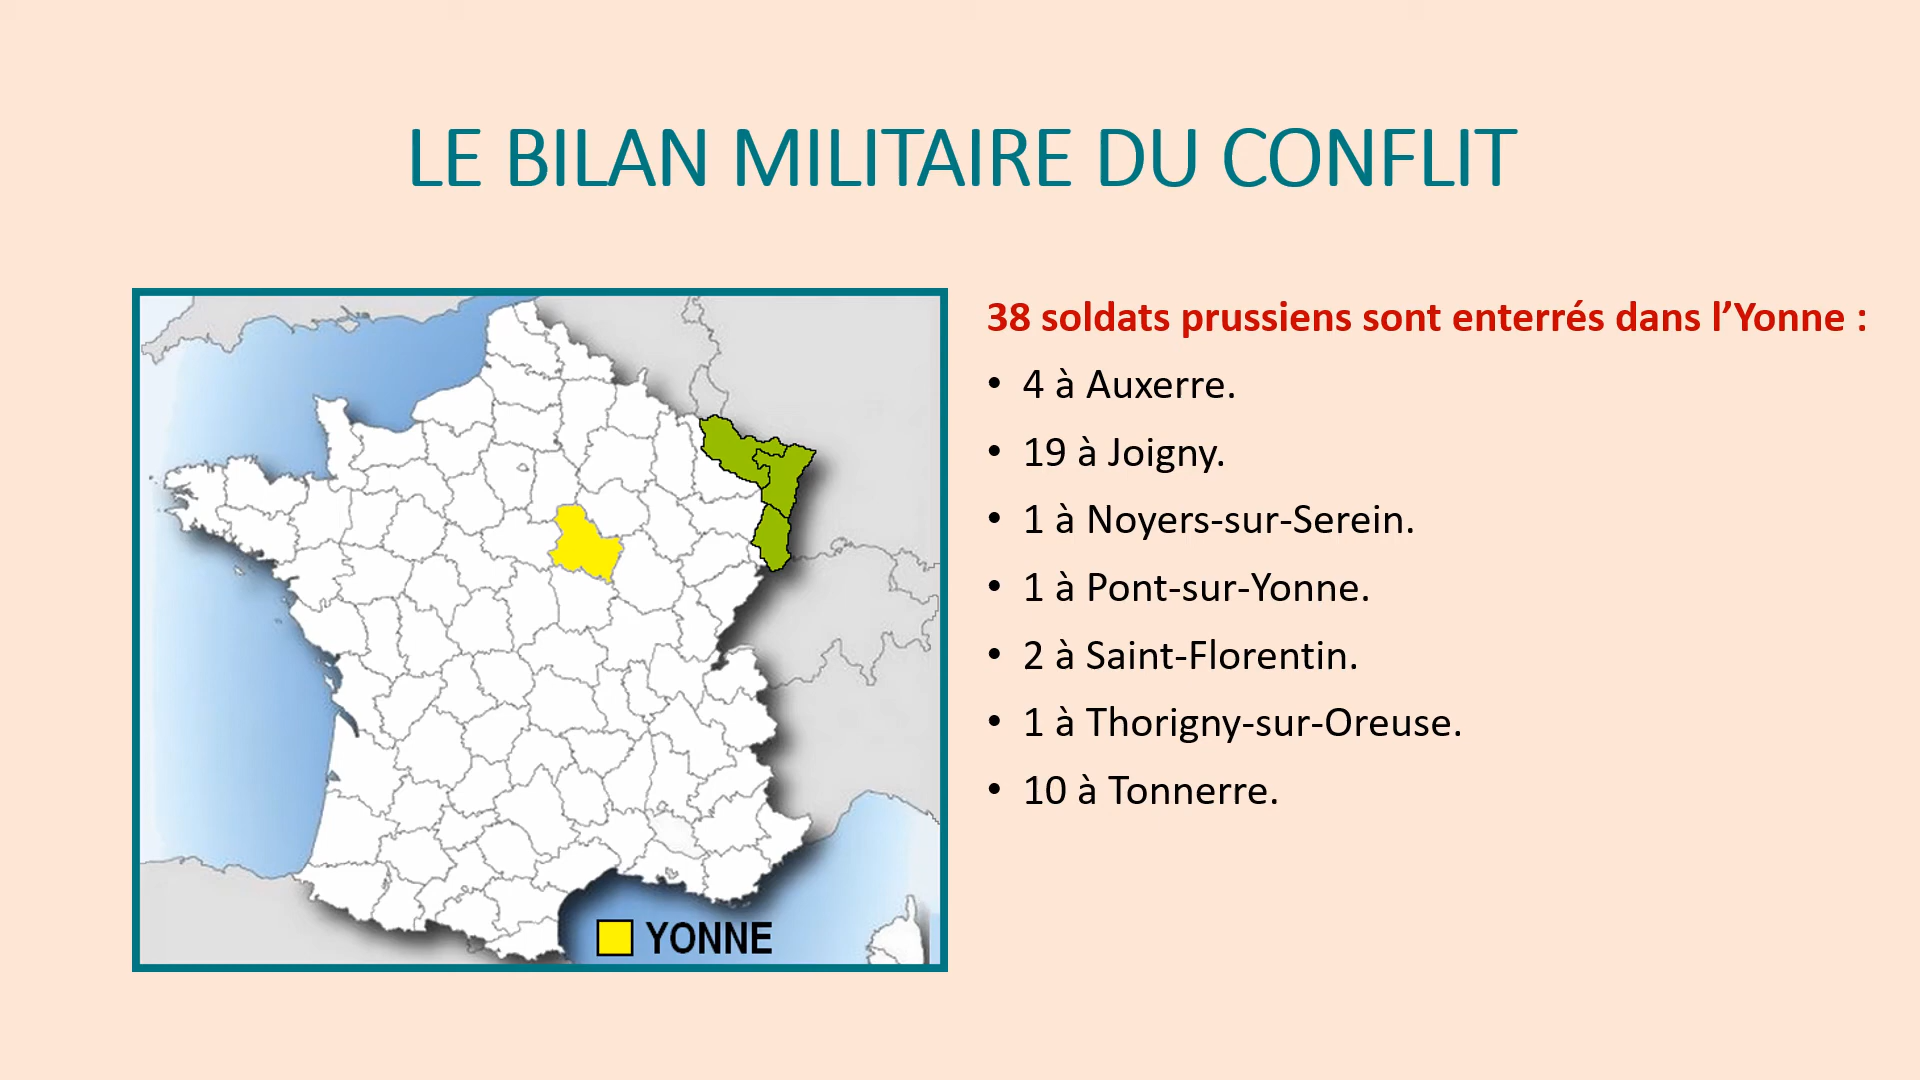 LE BILAN MILITAIRE DU CONFLIT
38 soldats prussiens sont enterrés dans l’Yonne :
• 4 à Auxerre.
• 19 à Joigny.
• 1 à Noyers-sur-Serein.
• 1 à Pont-sur-Yonne.
• 2 à Saint-Florentin.
• 1 à Thorigny-sur-Oreuse.
• 10 à Tonnerre.
YONNE